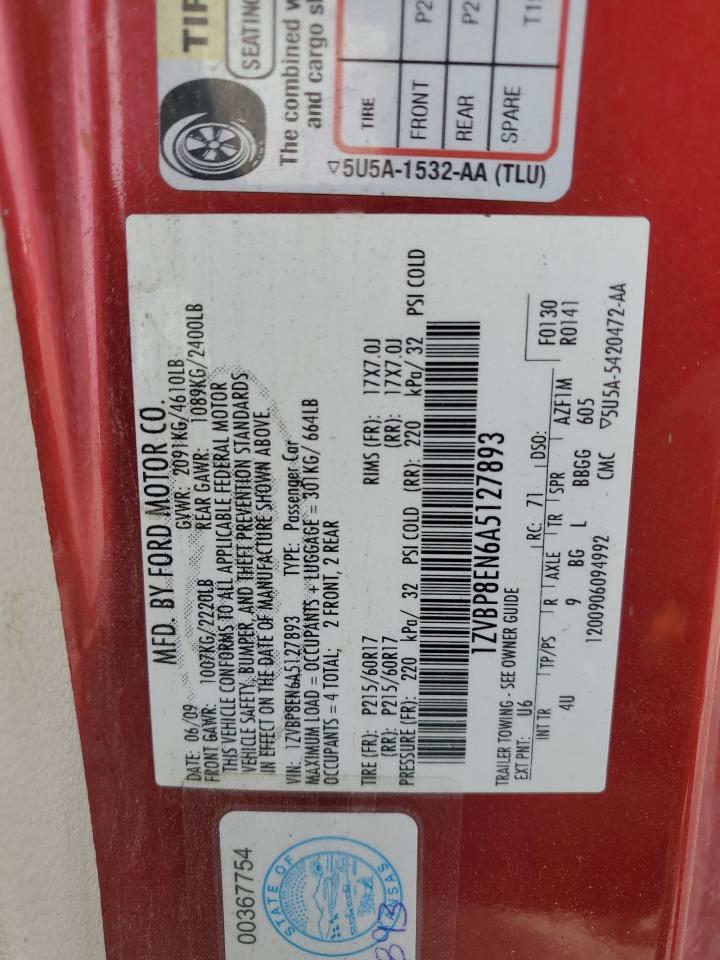 TIR
SEATING
The combined w
and cargo s
TIRE
FRONT P2
REAR P2
SPARE T1
▽5U5A-1532-AA (TLU)
MFD. BY FORD MOTOR CO.
DATE: 06/09 GVWR: 2091KG/4610LB
FRONT GAWR: 1007KG/2220LB REAR GAWR: 1089KG/2400LB
THIS VEHICLE CONFORMS TO ALL APPLICABLE FEDERAL MOTOR
VEHICLE SAFETY, BUMPER, AND THEFT PREVENTION STANDARDS
IN EFFECT ON THE DATE OF MANUFACTURE SHOWN ABOVE.
VIN: 1ZVBP8EN6A5127893 TYPE: Passenger Car
MAXIMUM LOAD = OCCUPANTS + LUGGAGE = 301KG/ 664LB
OCCUPANTS = 4 TOTAL; 2 FRONT, 2 REAR
TIRE (FR): P215/60R17 RIMS (FR): 17X7.0J
(RR): P215/60R17 (RR): 17X7.0J
PRESSURE (FR): 220 kPa/ 32 PSI COLD (RR): 220 kPa/ 32 PSI COLD
1ZVBP8EN6A5127893
TRAILER TOWING - SEE OWNER GUIDE
EXT PNT: U6 RC: 71 DSO: F0130
R0141
INT TR TP/PS R AXLE TR SPR
4U 9 BG L BBGG AZF1M
605
1200906094992 CMC ▽5U5A-5420472-AA
00367754
STATE OF
NSAS
893